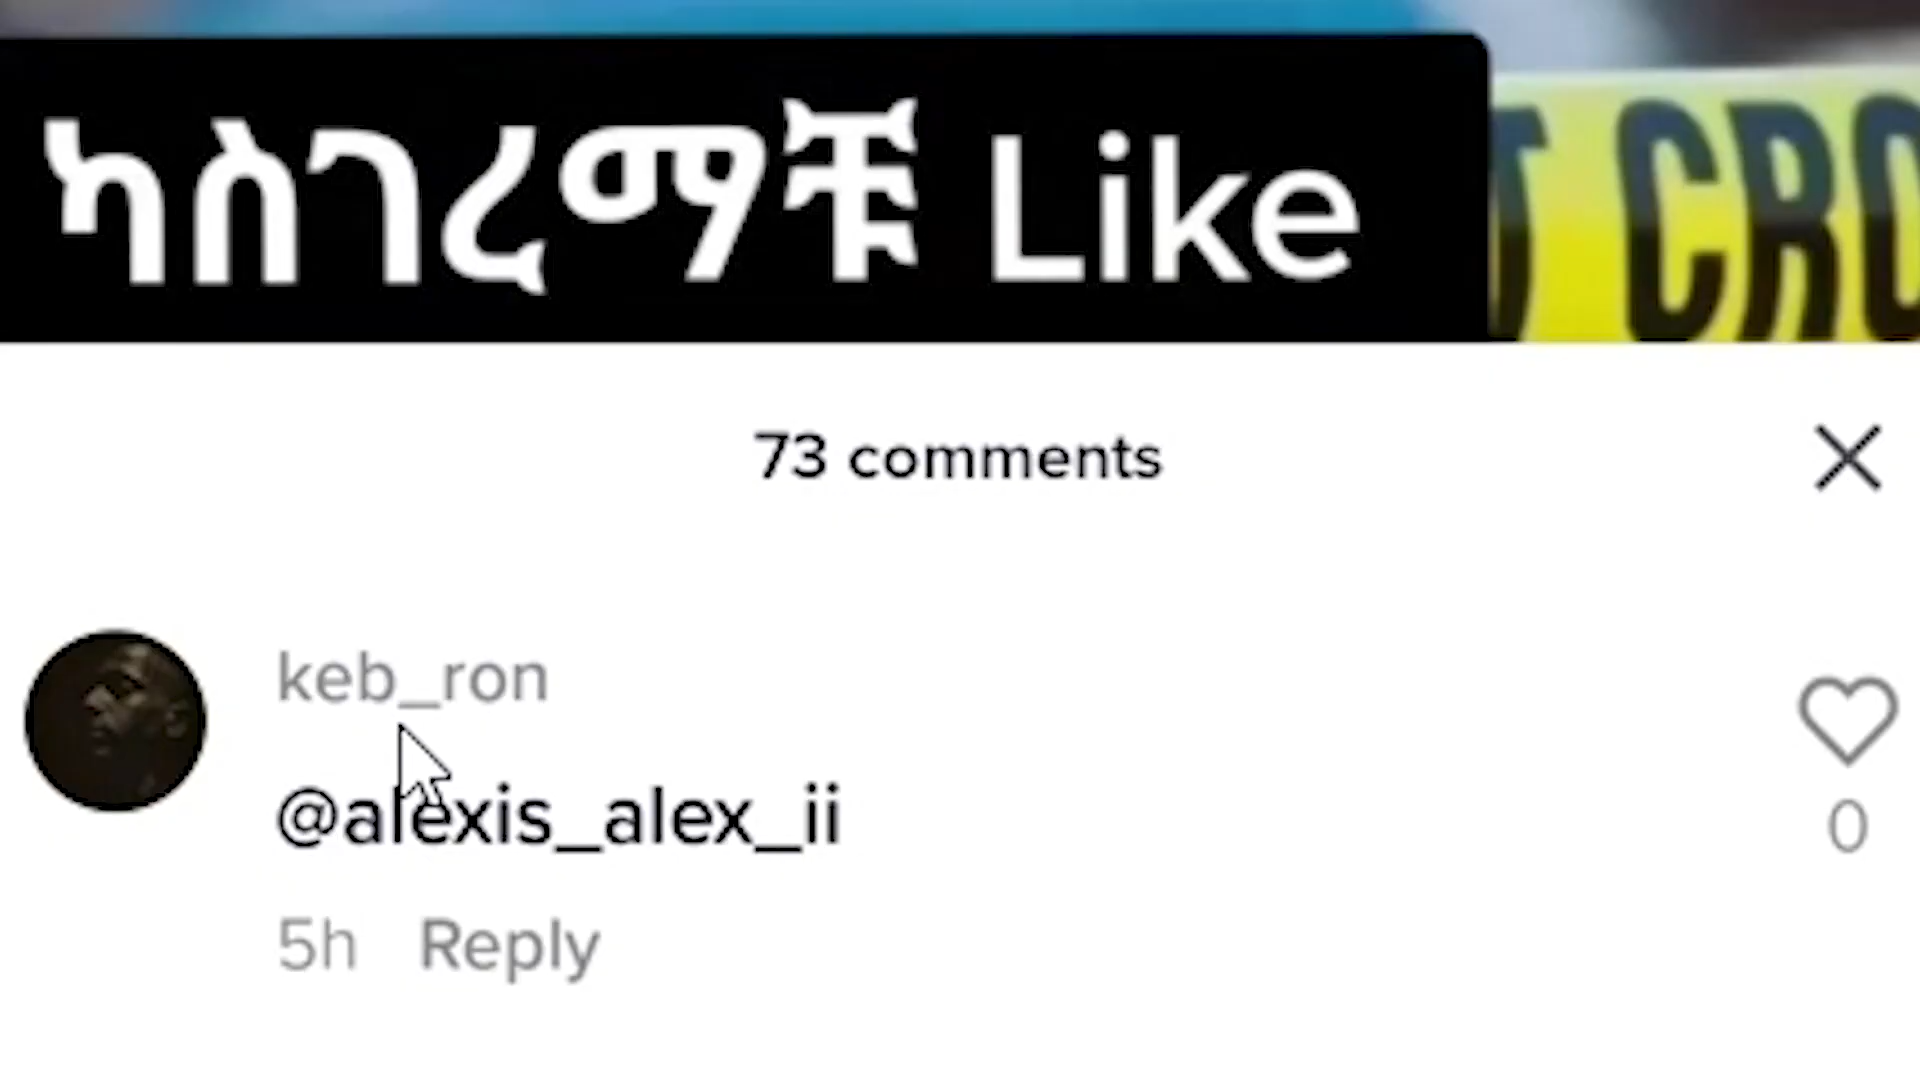 ካስገረማቹ Like
T CRO
73 comments
keb_ron
@alexis_alex_ii
0
5h Reply